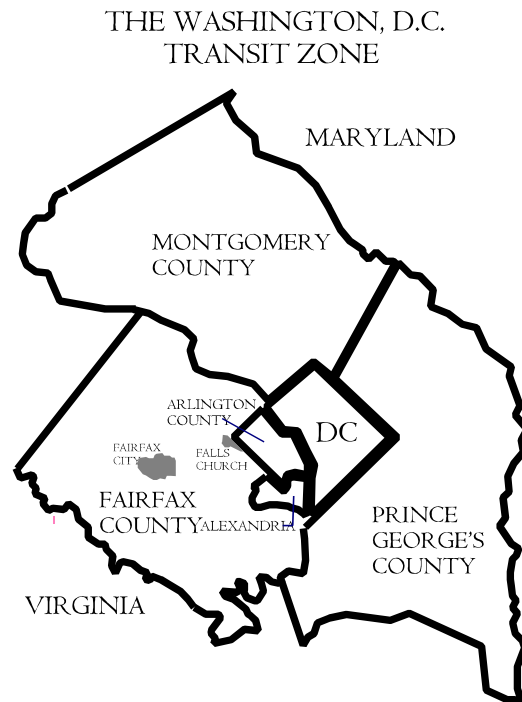 THE WASHINGTON, D.C.
TRANSIT ZONE
MARYLAND
MONTGOMERY
COUNTY
ARLINGTON
COUNTY
DC
FAIRFAX
CITY
FALLS
CHURCH
FAIRFAX
COUNTY
ALEXANDRIA
PRINCE
GEORGE'S
COUNTY
VIRGINIA